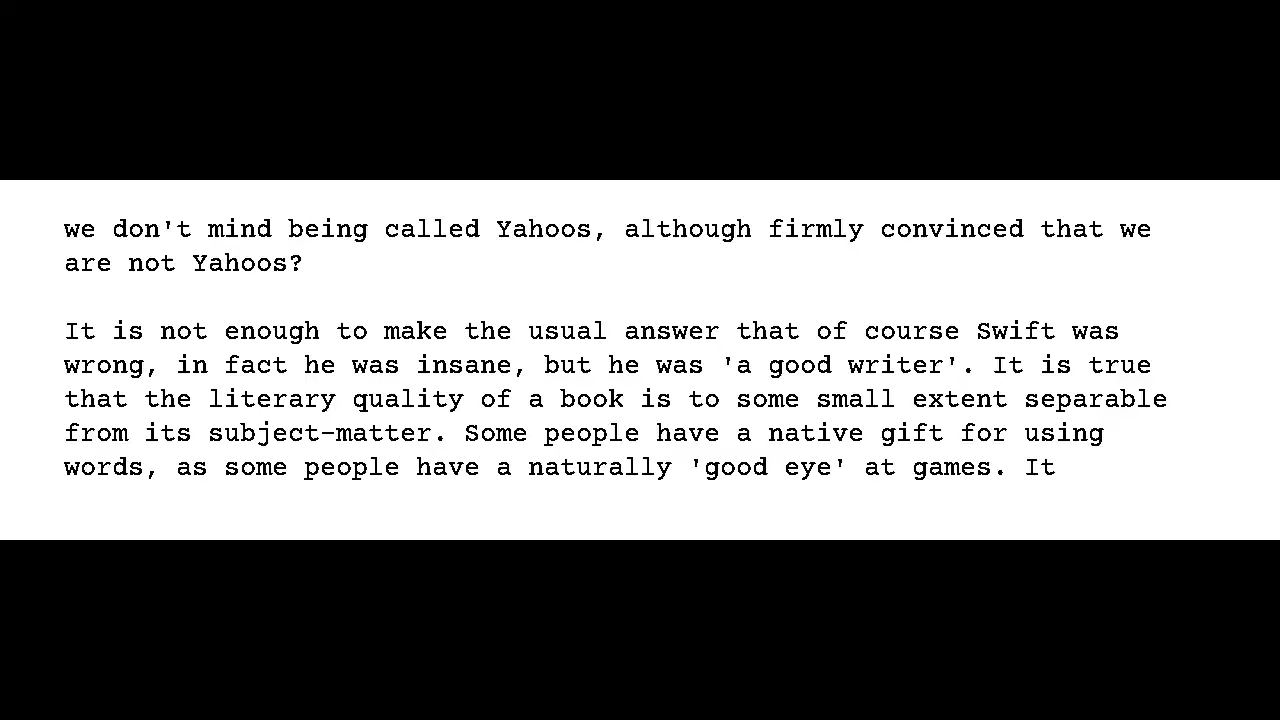 we don't mind being called Yahoos, although firmly convinced that we
are not Yahoos?
It is not enough to make the usual answer that of course Swift was
wrong, in fact he was insane, but he was 'a good writer'. It is true
that the literary quality of a book is to some small extent separable
from its subject-matter. Some people have a native gift for using
words, as some people have a naturally 'good eye' at games. It